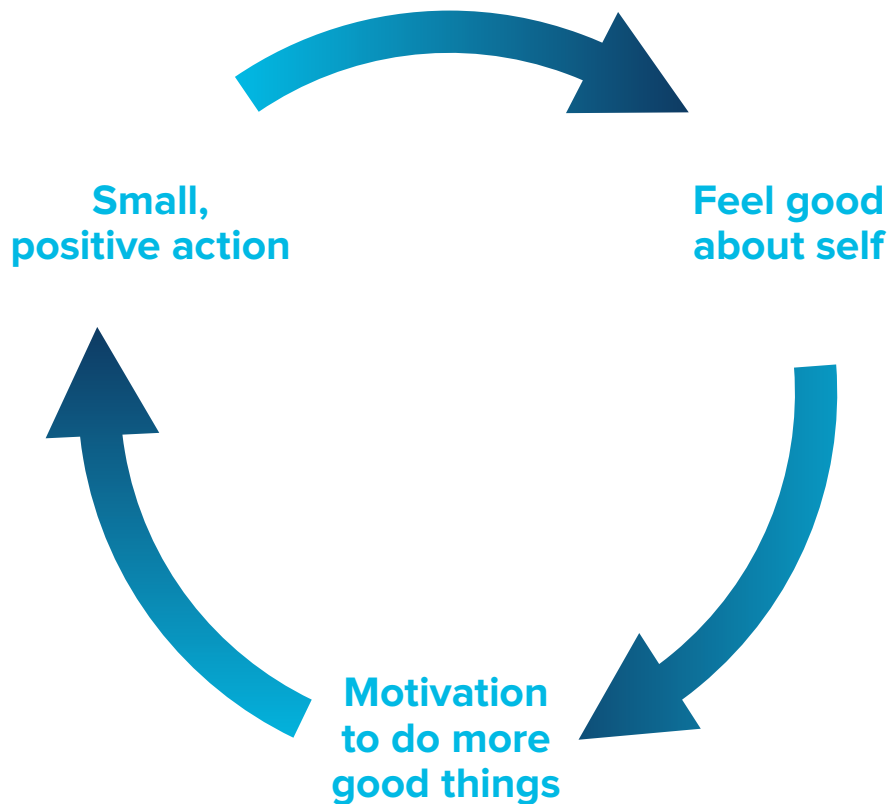 Small,
positive action
Feel good
about self
Motivation
to do more
good things